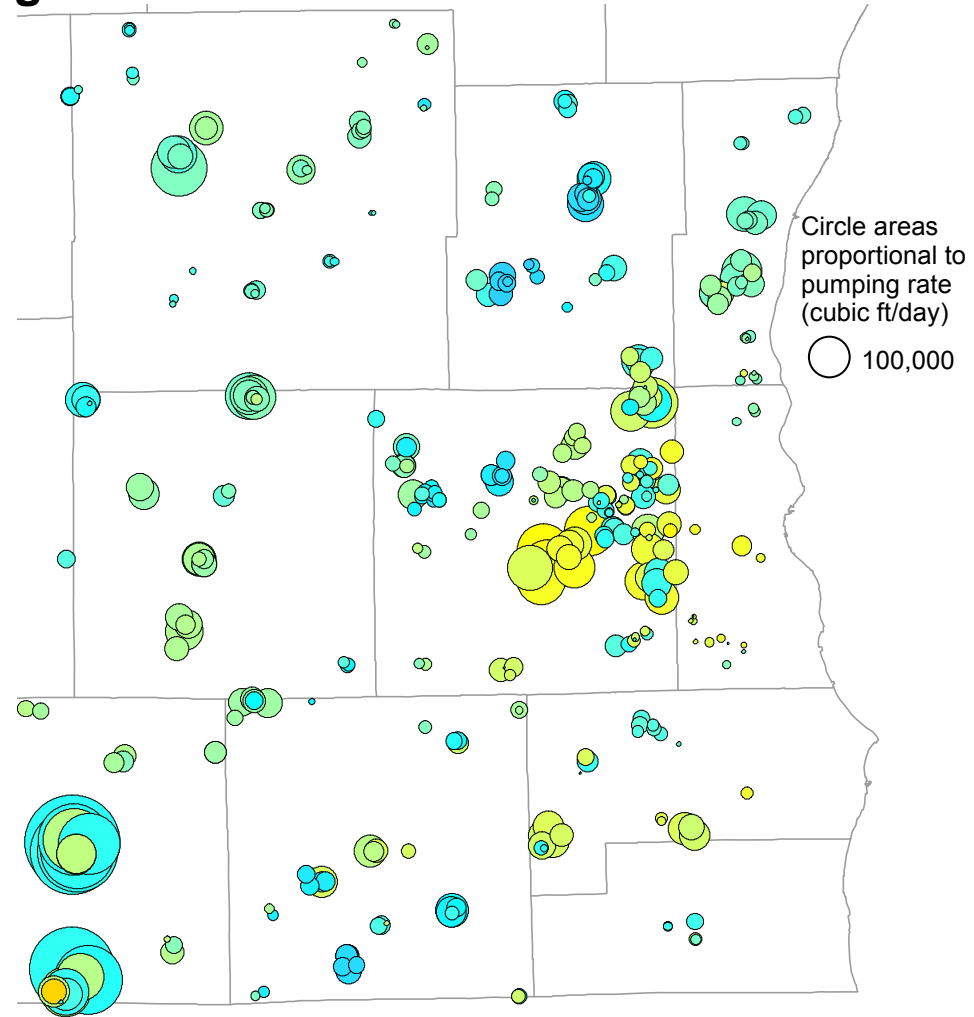 g
Circle areas
proportional to
pumping rate
(cubic ft/day)
100,000